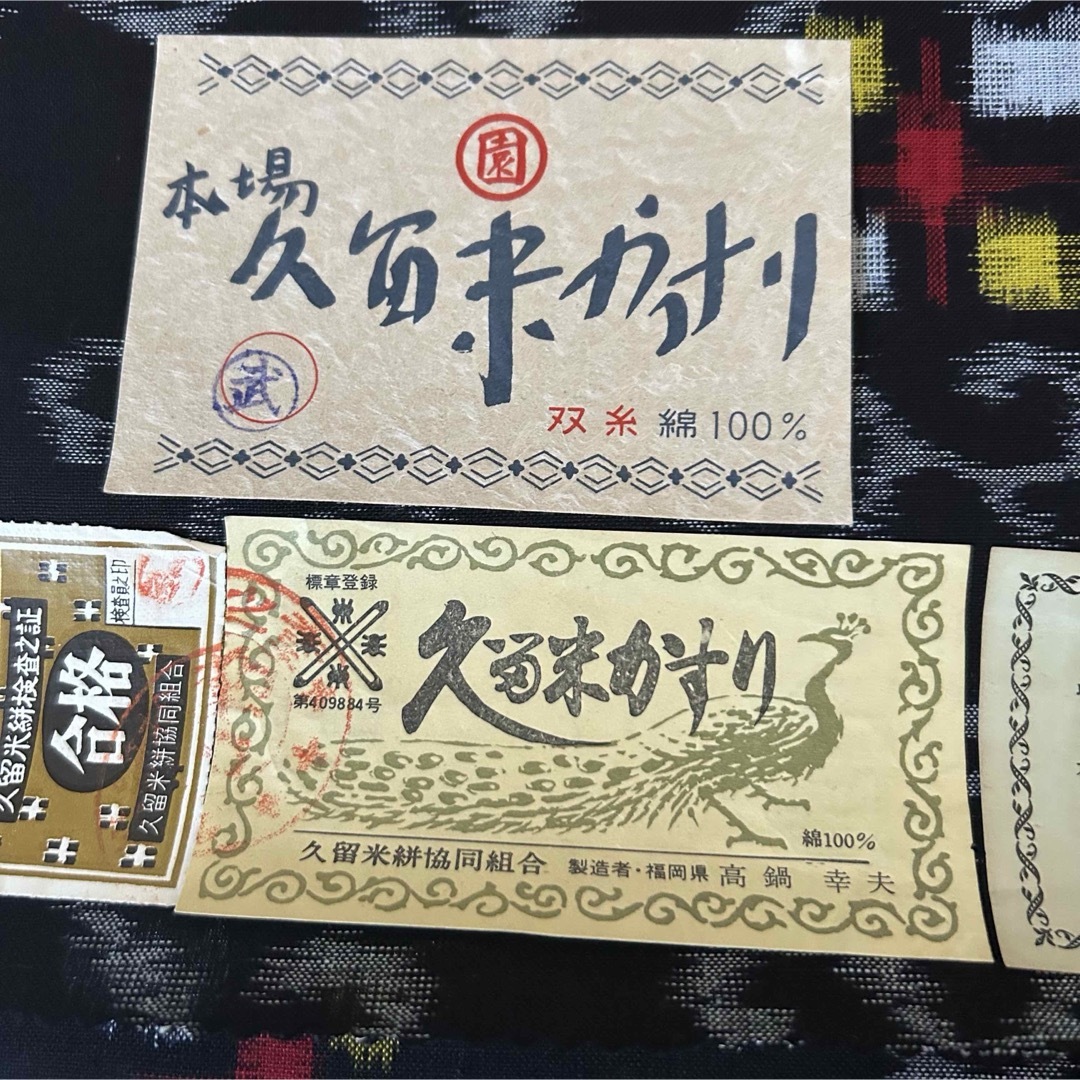 園
本場
久留米かすり
武
双糸 綿100%
検査員之印
久留米絣検査之証
合格
久留米絣協同組合
標章登録
第409884号
久留米かすり
綿100%
久留米絣協同組合 製造者・福岡県 高鍋 幸夫